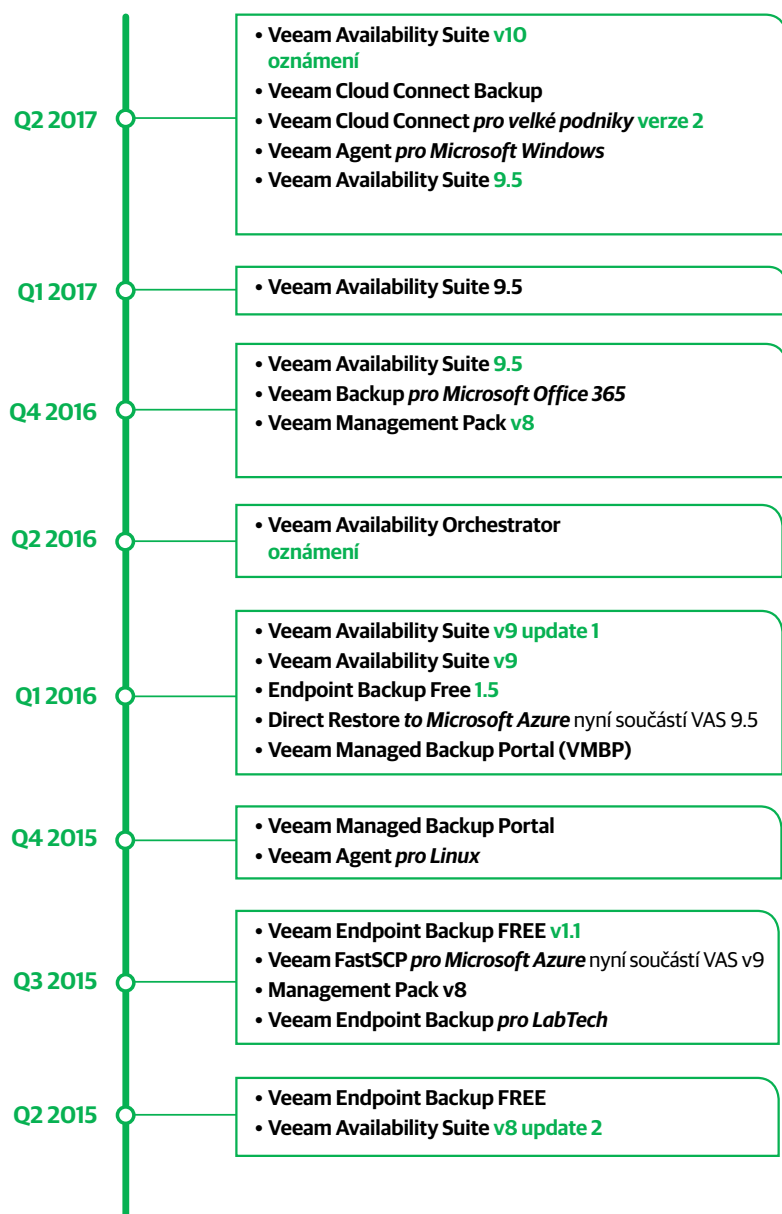 Q2 2017
• Veeam Availability Suite v10
oznámení
• Veeam Cloud Connect Backup
• Veeam Cloud Connect pro velké podniky verze 2
• Veeam Agent pro Microsoft Windows
• Veeam Availability Suite 9.5
Q1 2017
• Veeam Availability Suite 9.5
Q4 2016
• Veeam Availability Suite 9.5
• Veeam Backup pro Microsoft Office 365
• Veeam Management Pack v8
Q2 2016
• Veeam Availability Orchestrator
oznámení
Q1 2016
• Veeam Availability Suite v9 update 1
• Veeam Availability Suite v9
• Endpoint Backup Free 1.5
• Direct Restore to Microsoft Azure nyní součástí VAS 9.5
• Veeam Managed Backup Portal (VMBP)
Q4 2015
• Veeam Managed Backup Portal
• Veeam Agent pro Linux
Q3 2015
• Veeam Endpoint Backup FREE v1.1
• Veeam FastSCP pro Microsoft Azure nyní součástí VAS v9
• Management Pack v8
• Veeam Endpoint Backup pro LabTech
Q2 2015
• Veeam Endpoint Backup FREE
• Veeam Availability Suite v8 update 2